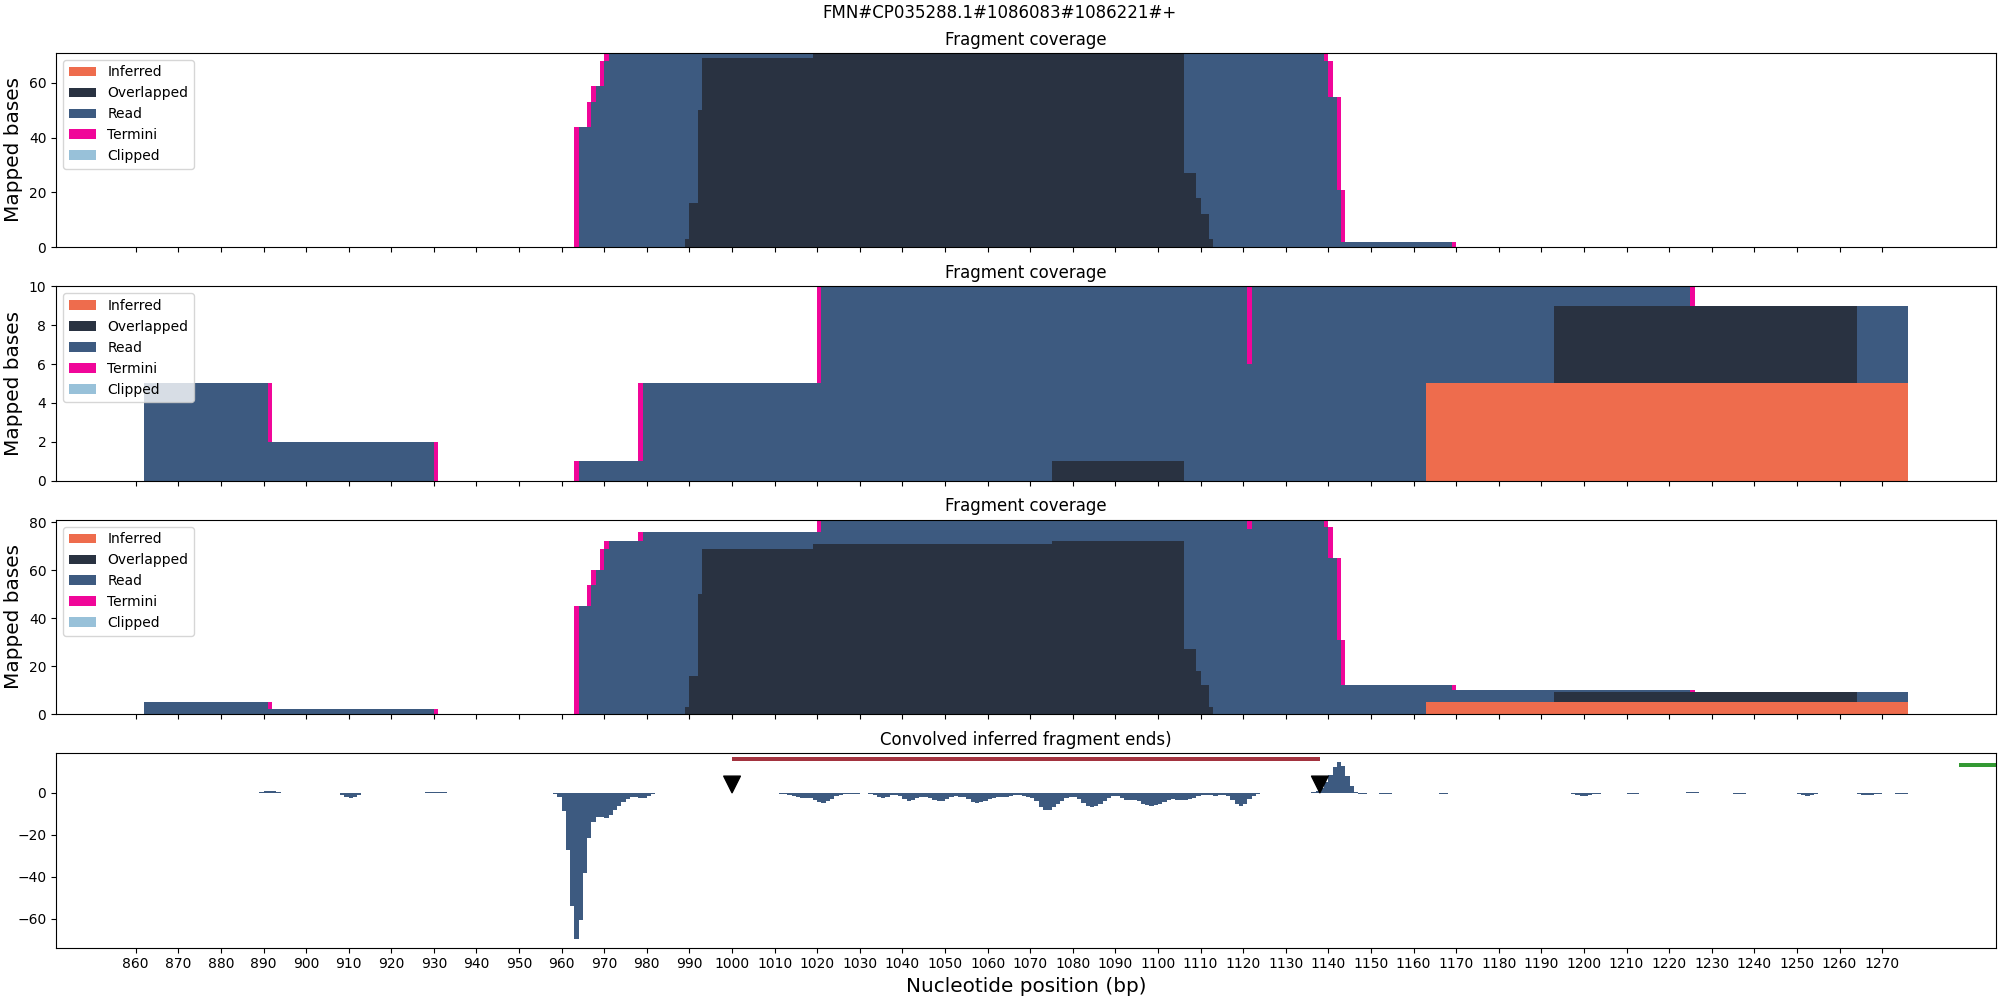 FMN#CP035288.1#1086083#1086221#+
Fragment coverage
Mapped bases
60
40
20
0
Inferred
Overlapped
Read
Termini
Clipped
Fragment coverage
Mapped bases
10
8
6
4
2
0
Inferred
Overlapped
Read
Termini
Clipped
Fragment coverage
Mapped bases
80
60
40
20
0
Inferred
Overlapped
Read
Termini
Clipped
Convolved inferred fragment ends)
0
−20
−40
−60
860 870 880 890 900 910 920 930 940 950 960 970 980 990 1000 1010 1020 1030 1040 1050 1060 1070 1080 1090 1100 1110 1120 1130 1140 1150 1160 1170 1180 1190 1200 1210 1220 1230 1240 1250 1260 1270
Nucleotide position (bp)